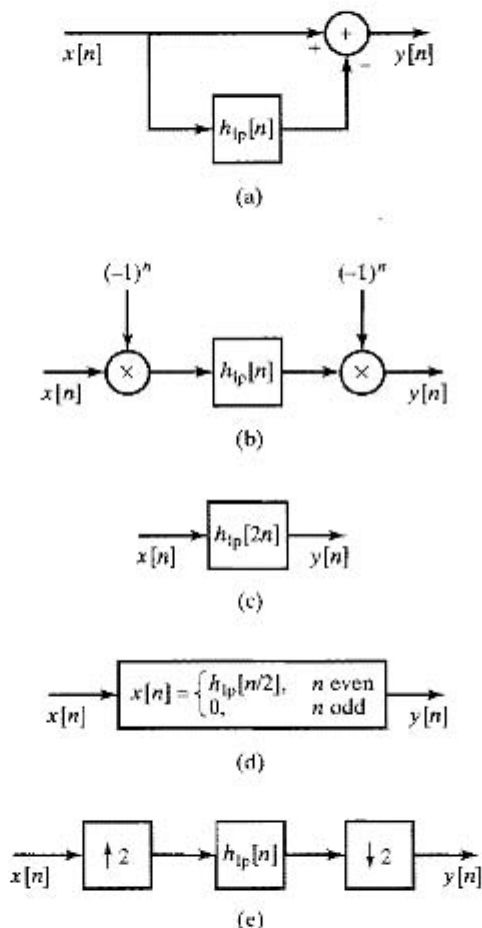 +
x[n] + − y[n]
h_lp[n]
(a)
(−1)^n (−1)^n
× h_lp[n] ×
x[n] y[n]
(b)
h_lp[2n]
x[n] y[n]
(c)
x[n] = { h_lp[n/2], n even
0, n odd
x[n] y[n]
(d)
↑ 2 h_lp[n] ↓ 2
x[n] y[n]
(e)